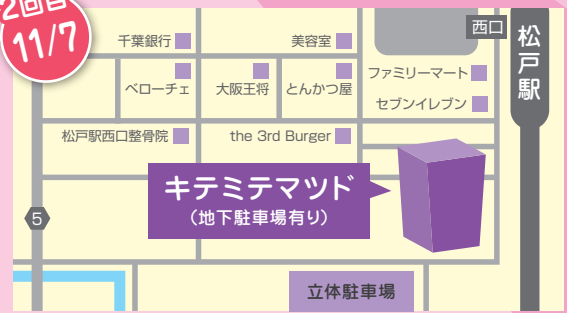 2回目
11/7
西口
松戸駅
千葉銀行
美容室
ベローチェ
大阪王将
とんかつ屋
ファミリーマート
セブンイレブン
松戸駅西口整骨院
the 3rd Burger
キテミテマツド
(地下駐車場有り)
5
立体駐車場